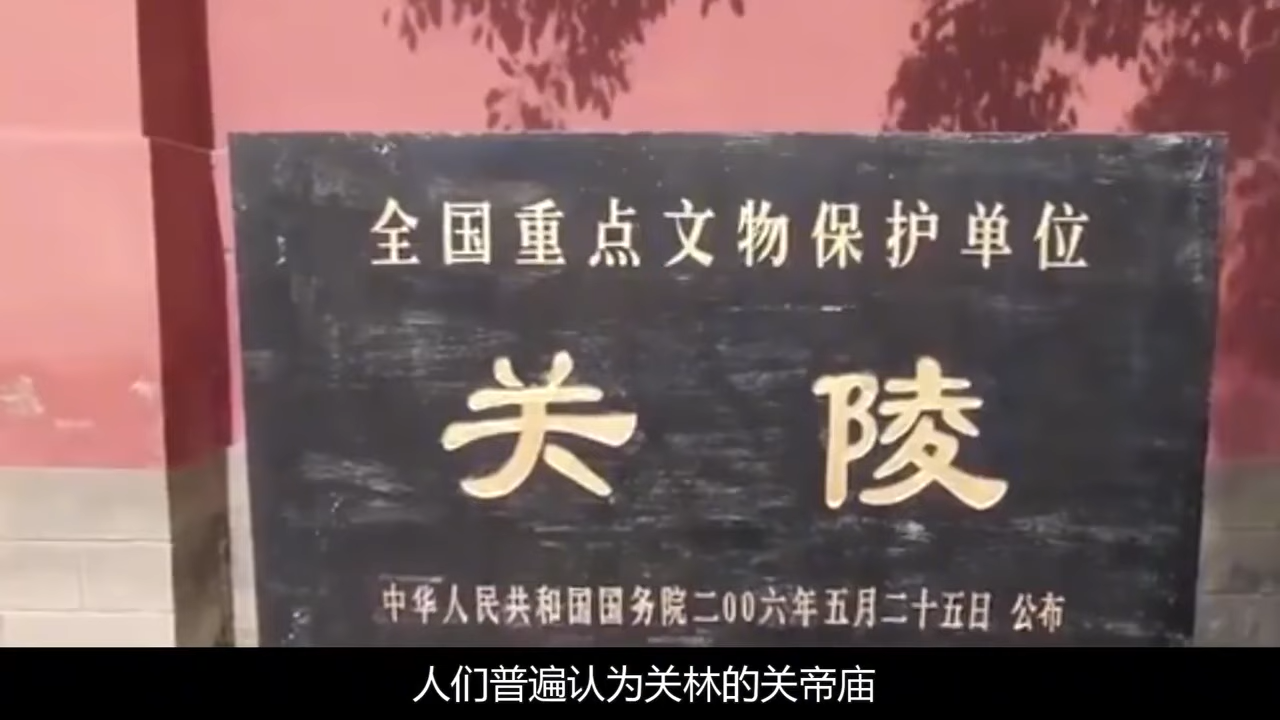 全国重点文物保护单位
关陵
中华人民共和国国务院二00六年五月二十五日 公布
人们普遍认为关林的关帝庙